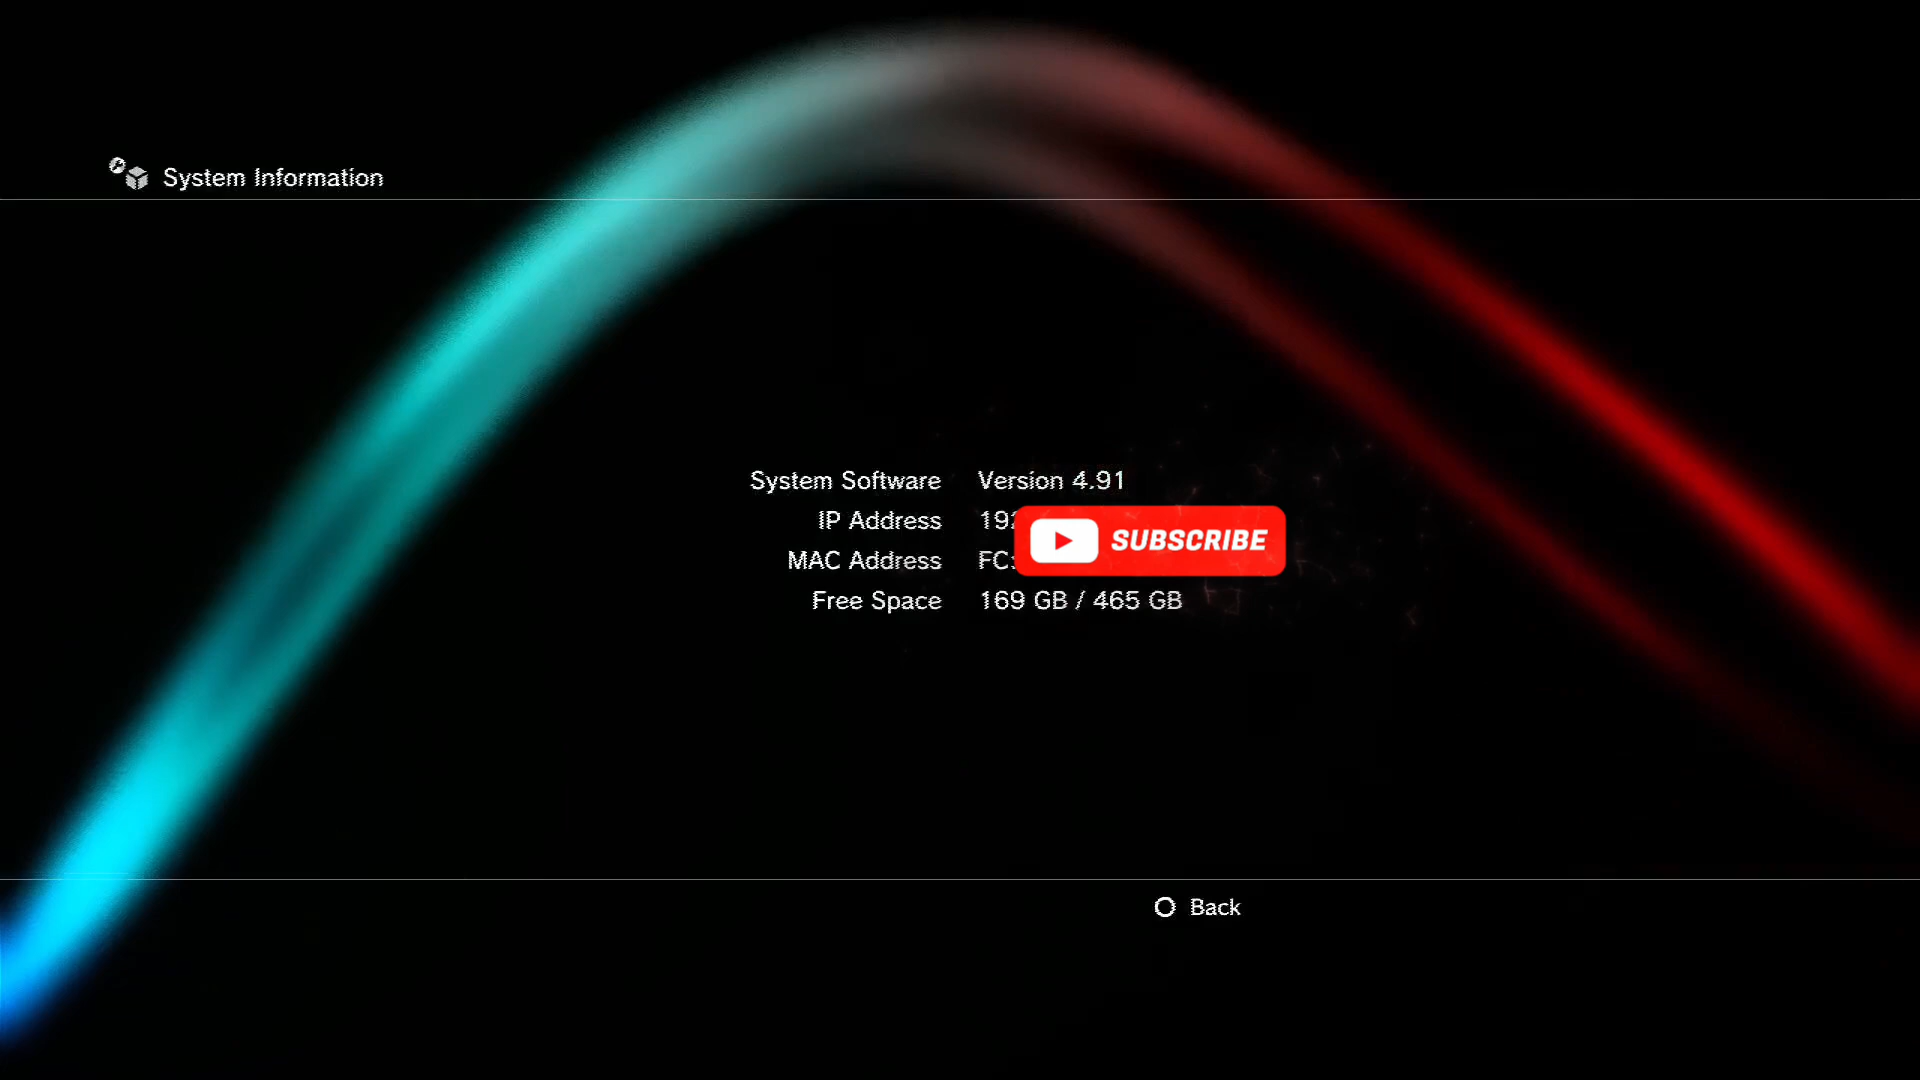 System Information
System Software Version 4.91
IP Address 192
MAC Address FC:
SUBSCRIBE
Free Space 169 GB / 465 GB
Back